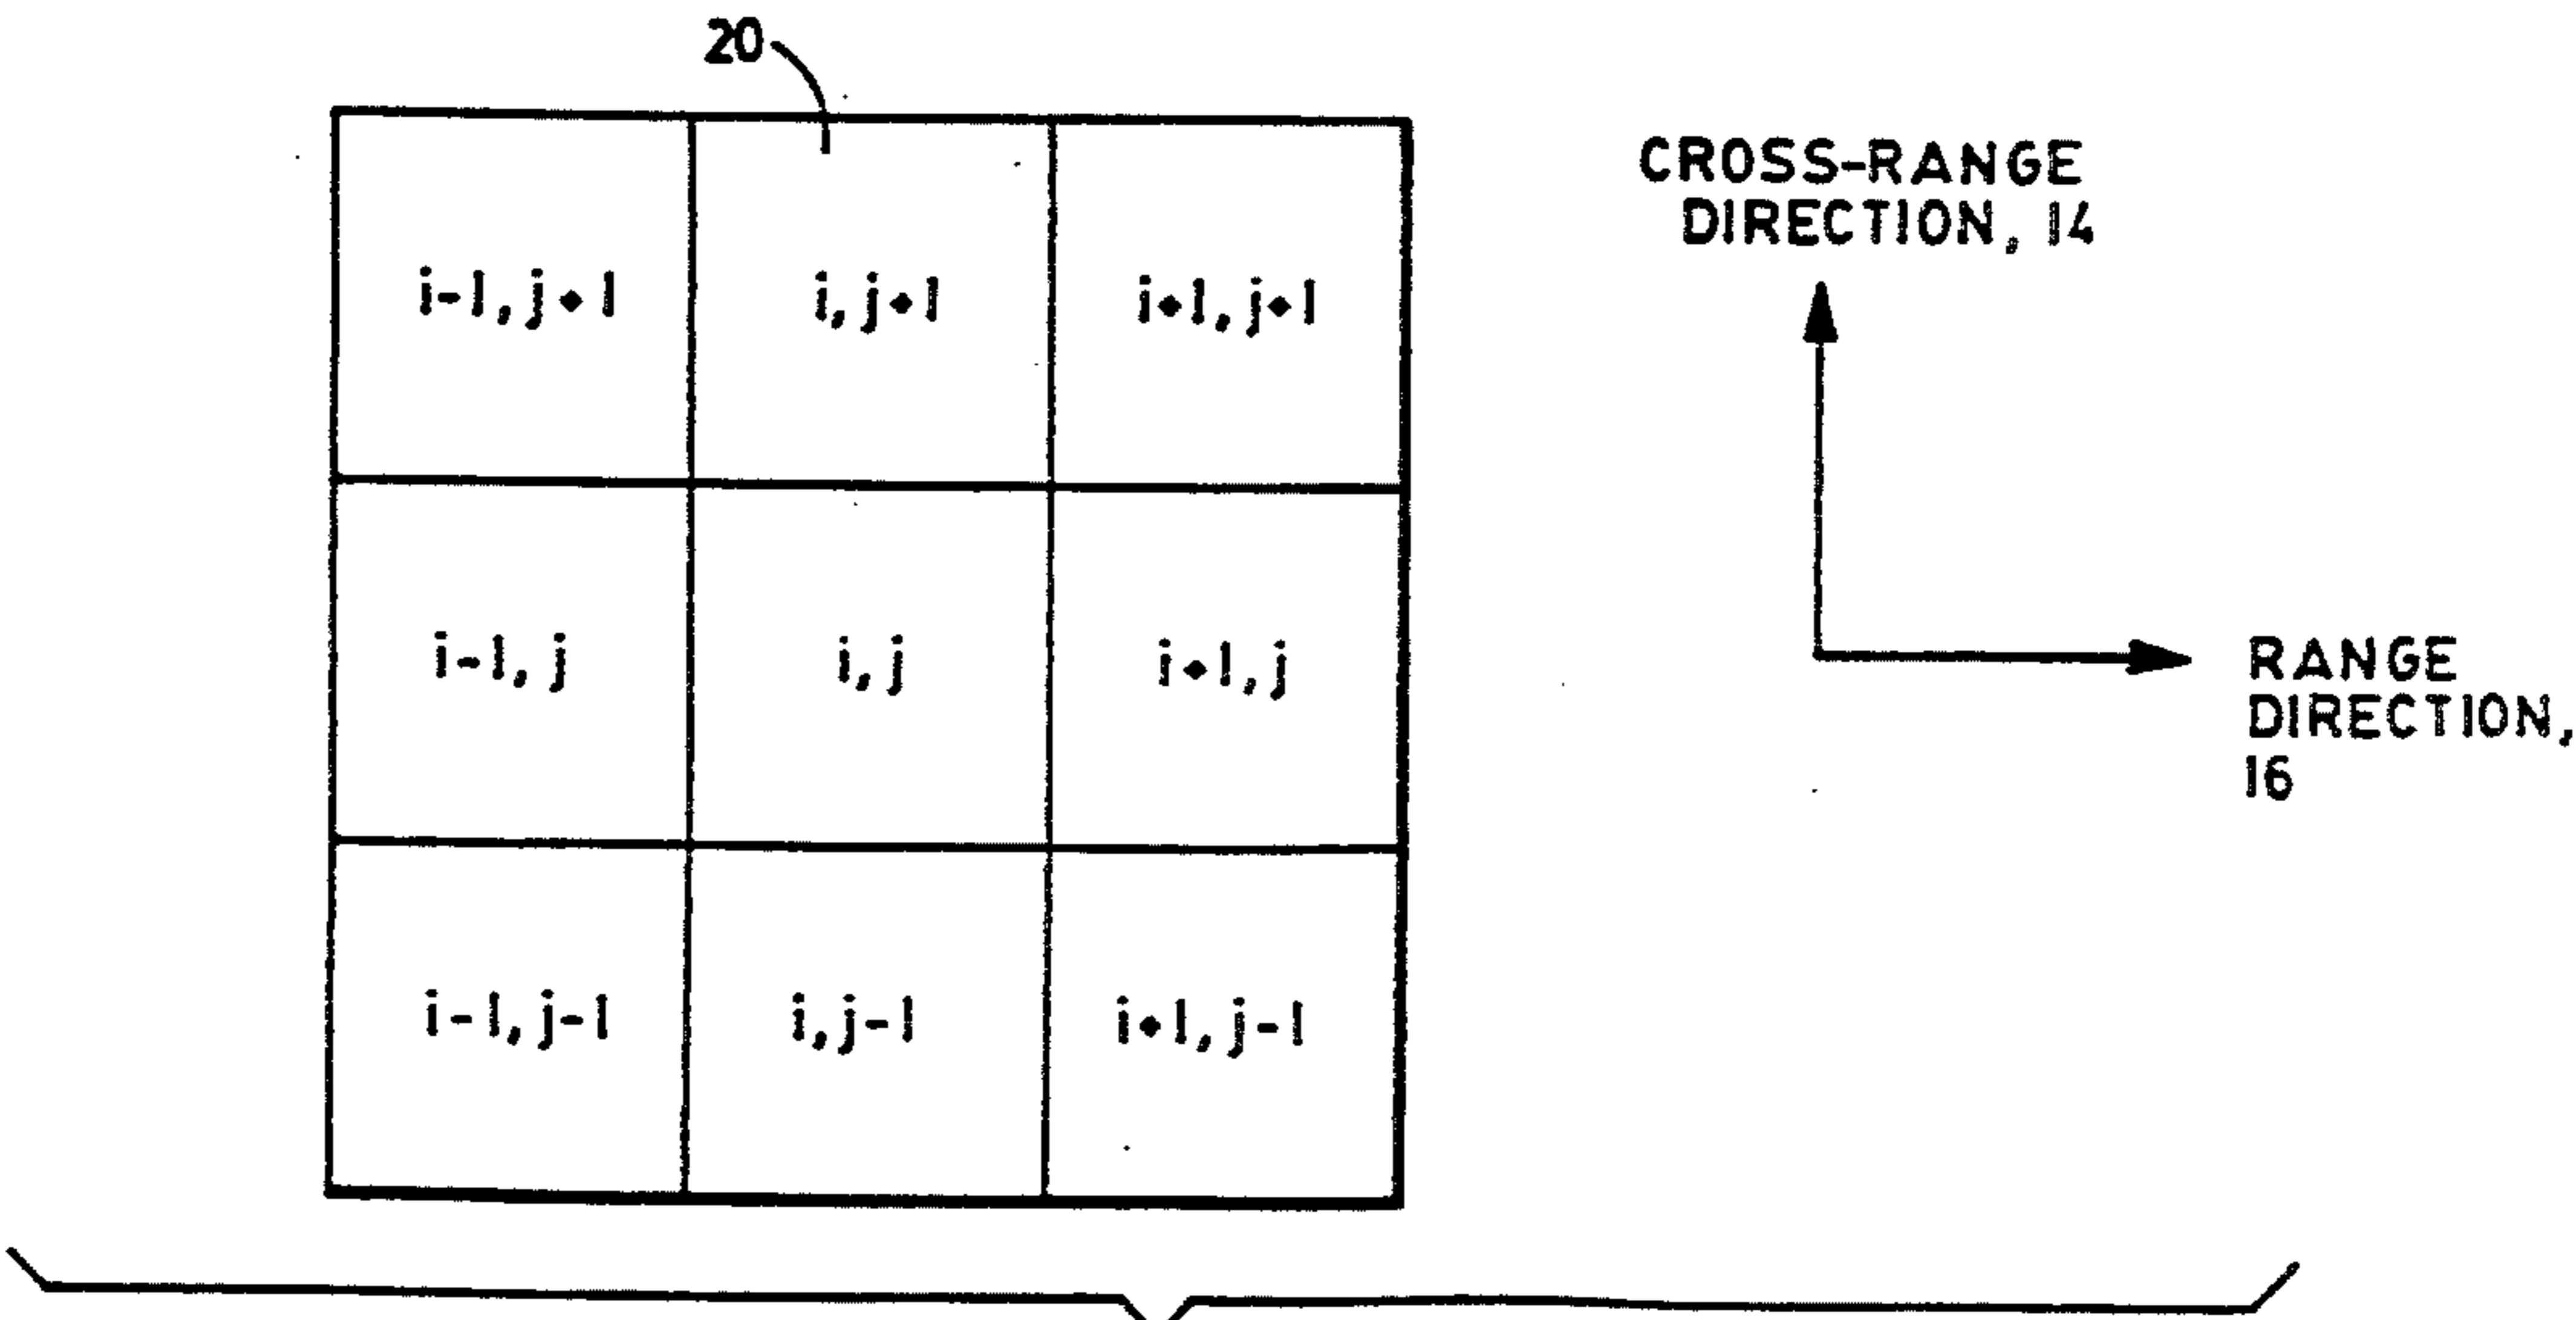 20
CROSS-RANGE
DIRECTION, 14
i-1, j+1 i, j+1 i+1, j+1
i-1, j i, j i+1, j
RANGE
DIRECTION,
16
i-1, j-1 i, j-1 i+1, j-1